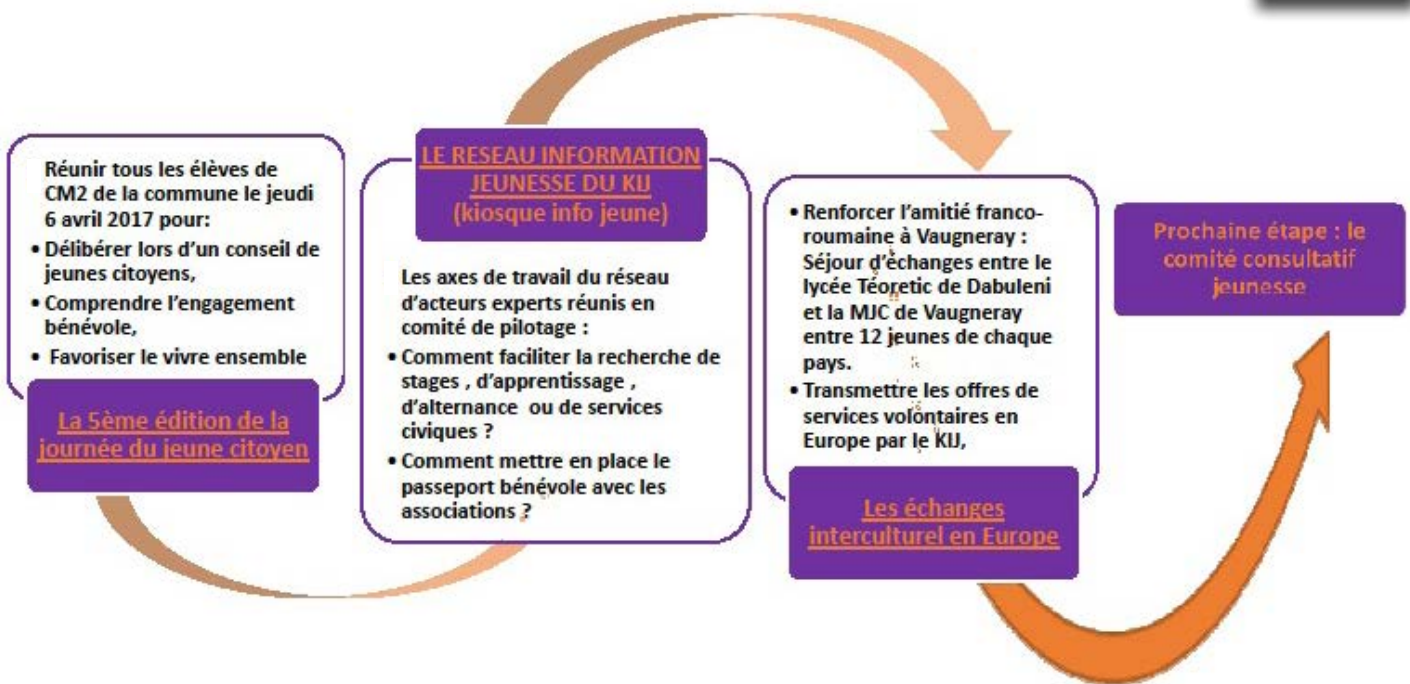 Réunir tous les élèves de
CM2 de la commune le jeudi
6 avril 2017 pour:
• Délibérer lors d'un conseil de
jeunes citoyens,
• Comprendre l'engagement
bénévole,
• Favoriser le vivre ensemble
La 5ème édition de la
journée du jeune citoyen
LE RESEAU INFORMATION
JEUNESSE DU KIJ
(kiosque info jeune)
Les axes de travail du réseau
d'acteurs experts réunis en
comité de pilotage :
• Comment faciliter la recherche de
stages , d'apprentissage ,
d'alternance ou de services
civiques ?
• Comment mettre en place le
passeport bénévole avec les
associations ?
• Renforcer l'amitié franco-
roumaine à Vaugneray :
Séjour d'échanges entre le
lycée Téoretic de Dabuleni
et la MJC de Vaugneray
entre 12 jeunes de chaque
pays.
• Transmettre les offres de
services volontaires en
Europe par le KIJ,
Les échanges
interculturel en Europe
Prochaine étape : le
comité consultatif
jeunesse